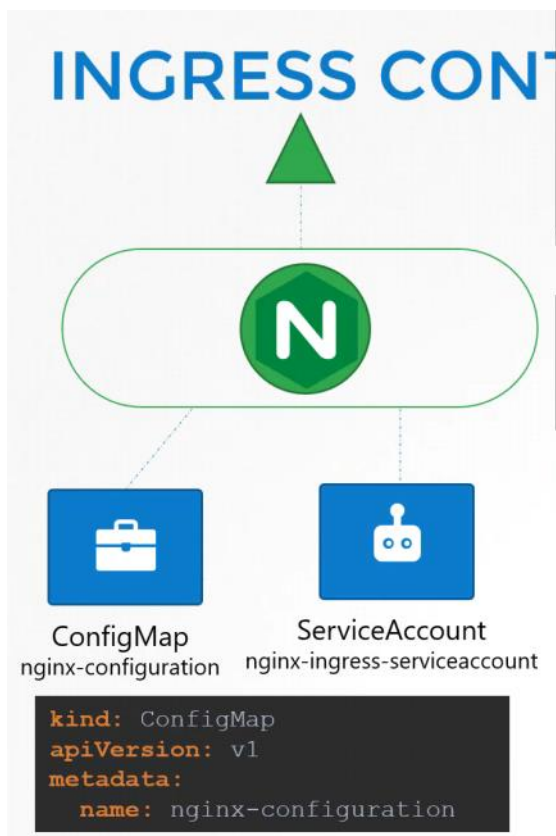 INGRESS CONT
N
ConfigMap
nginx-configuration
ServiceAccount
nginx-ingress-serviceaccount
kind: ConfigMap
apiVersion: v1
metadata:
  name: nginx-configuration